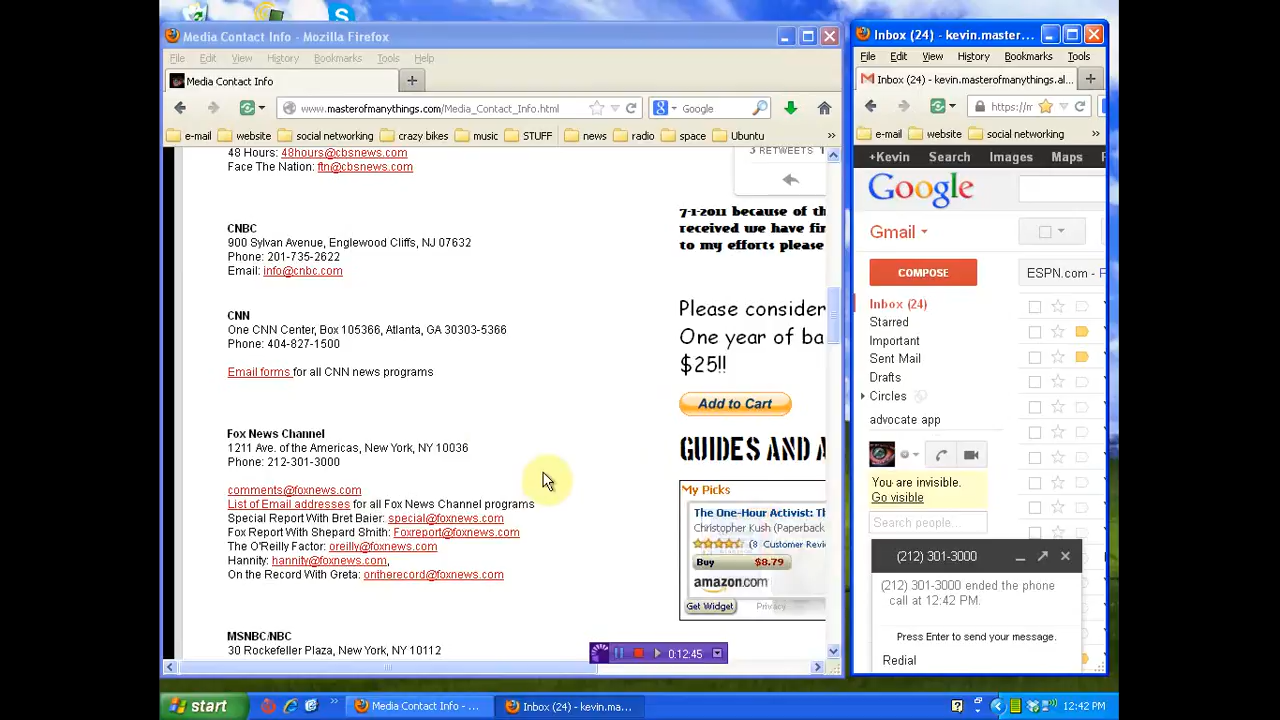 Media Contact Info - Mozilla Firefox
File Edit View History Bookmarks Tools Help
Media Contact Info
www.masterofmanythings.com/Media_Contact_Info.html
Google
e-mail website social networking crazy bikes music STUFF news radio space Ubuntu »
48 Hours: 48hours@cbsnews.com
Face The Nation: ftn@cbsnews.com
CNBC
900 Sylvan Avenue, Englewood Cliffs, NJ 07632
Phone: 201-735-2622
Email: info@cnbc.com
CNN
One CNN Center, Box 105366, Atlanta, GA 30303-5366
Phone: 404-827-1500
Email forms for all CNN news programs
Fox News Channel
1211 Ave. of the Americas, New York, NY 10036
Phone: 212-301-3000
comments@foxnews.com
List of Email addresses for all Fox News Channel programs
Special Report With Bret Baier: special@foxnews.com
Fox Report With Shepard Smith: Foxreport@foxnews.com
The O'Reilly Factor: oreilly@foxnews.com
Hannity: hannity@foxnews.com,
On the Record With Greta: ontherecord@foxnews.com
MSNBC/NBC
30 Rockefeller Plaza, New York, NY 10112
3 RETWEETS
7-1-2011 because of th
received we have fir
to my efforts please
Please consider
One year of ba
$25!!
Add to Cart
GUIDES AND A
My Picks
The One-Hour Activist: Th
Christopher Kush (Paperback
(8 Customer Revi
Buy $8.79
amazon.com
Get Widget Privacy
0:12:45
Inbox (24) - kevin.master...
File Edit View History Bookmarks Tools
Inbox (24) - kevin.masterofmanythings.al...
https://r
e-mail website social networking »
+Kevin Search Images Maps
Google
Gmail
COMPOSE
ESPN.com - F
Inbox (24)
Starred
Important
Sent Mail
Drafts
Circles
advocate app
You are invisible.
Go visible
Search people...
(212) 301-3000
(212) 301-3000 ended the phone
call at 12:42 PM.
Press Enter to send your message.
Redial
start Media Contact Info - ... Inbox (24) - kevin.ma... 12:42 PM